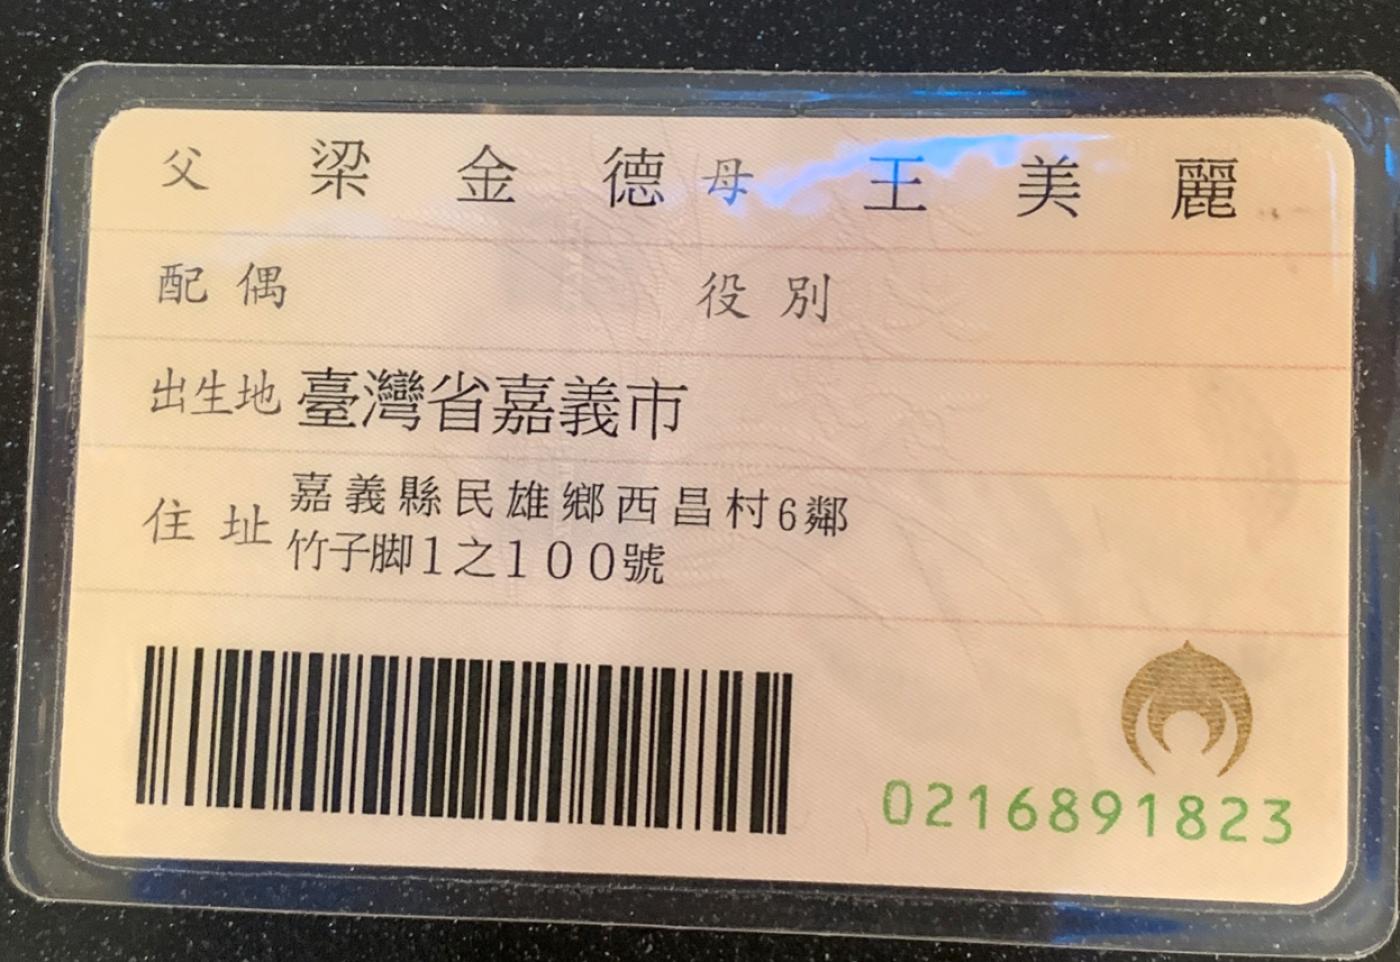 父 梁金德 母 王美麗
配偶 役別
出生地 臺灣省嘉義市
住址 嘉義縣民雄鄉西昌村6鄰
竹子脚1之100號
0216891823